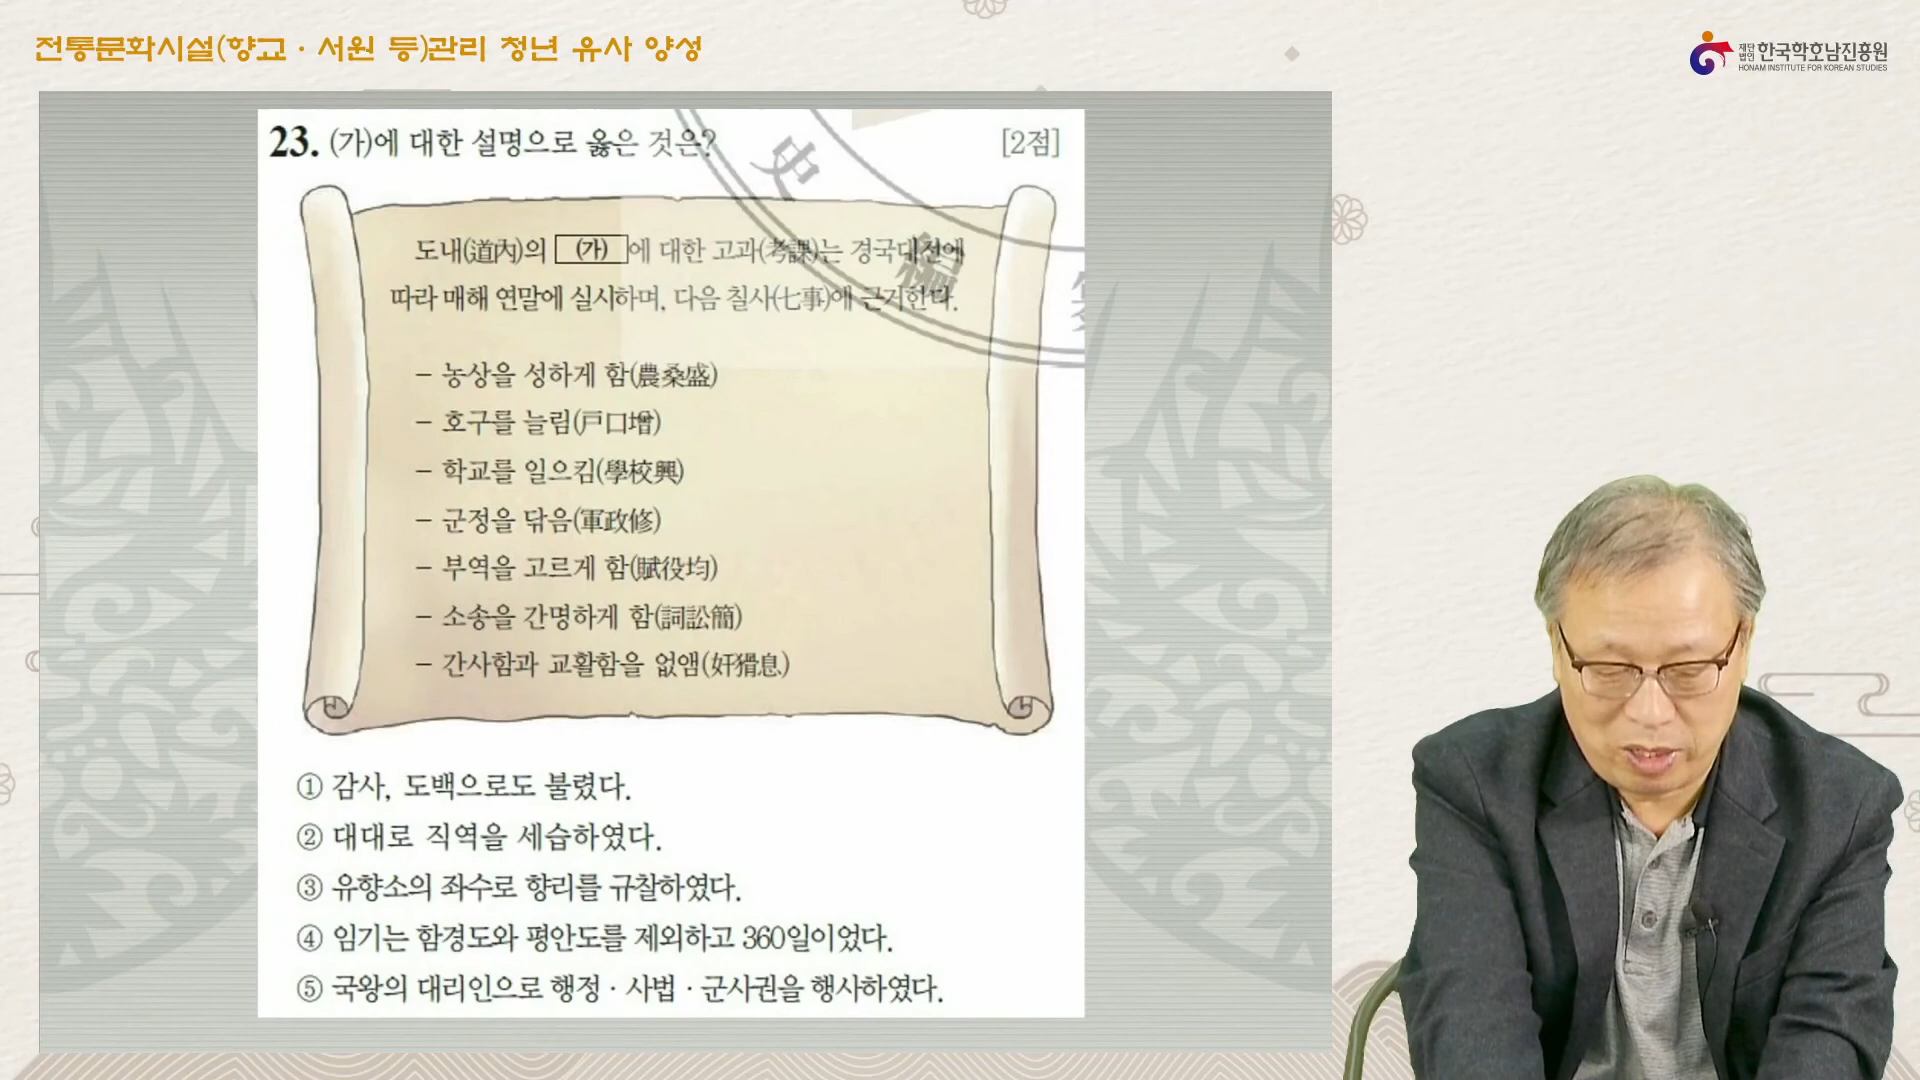 전통문화시설(향교 · 서원 등)관리 청년 유사 양성
재단법인 한국학호남진흥원
HONAM INSTITUTE FOR KOREAN STUDIES
23. (가)에 대한 설명으로 옳은 것은? [2점]
도내(道內)의 (가) 에 대한 고과(考課)는 경국대전에
따라 매해 연말에 실시하며, 다음 칠사(七事)에 근거한다.
- 농상을 성하게 함(農桑盛)
- 호구를 늘림(戶口增)
- 학교를 일으킴(學校興)
- 군정을 닦음(軍政修)
- 부역을 고르게 함(賦役均)
- 소송을 간명하게 함(詞訟簡)
- 간사함과 교활함을 없앰(奸猾息)
① 감사, 도백으로도 불렸다.
② 대대로 직역을 세습하였다.
③ 유향소의 좌수로 향리를 규찰하였다.
④ 임기는 함경도와 평안도를 제외하고 360일이었다.
⑤ 국왕의 대리인으로 행정 · 사법 · 군사권을 행사하였다.
史
編